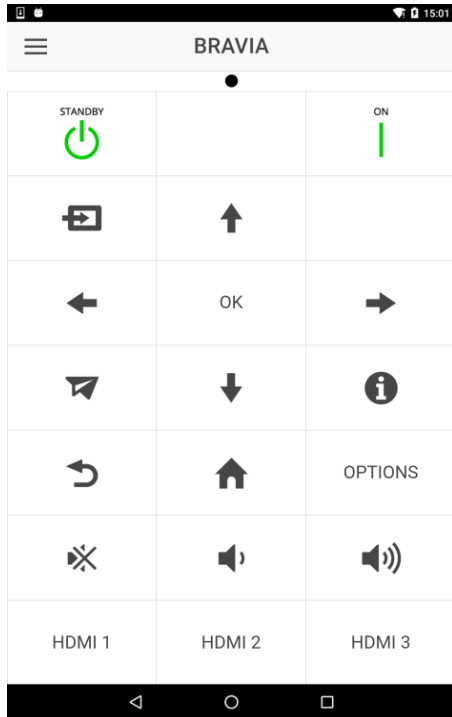 15:01
BRAVIA
STANDBY
ON
OK
OPTIONS
HDMI 1
HDMI 2
HDMI 3